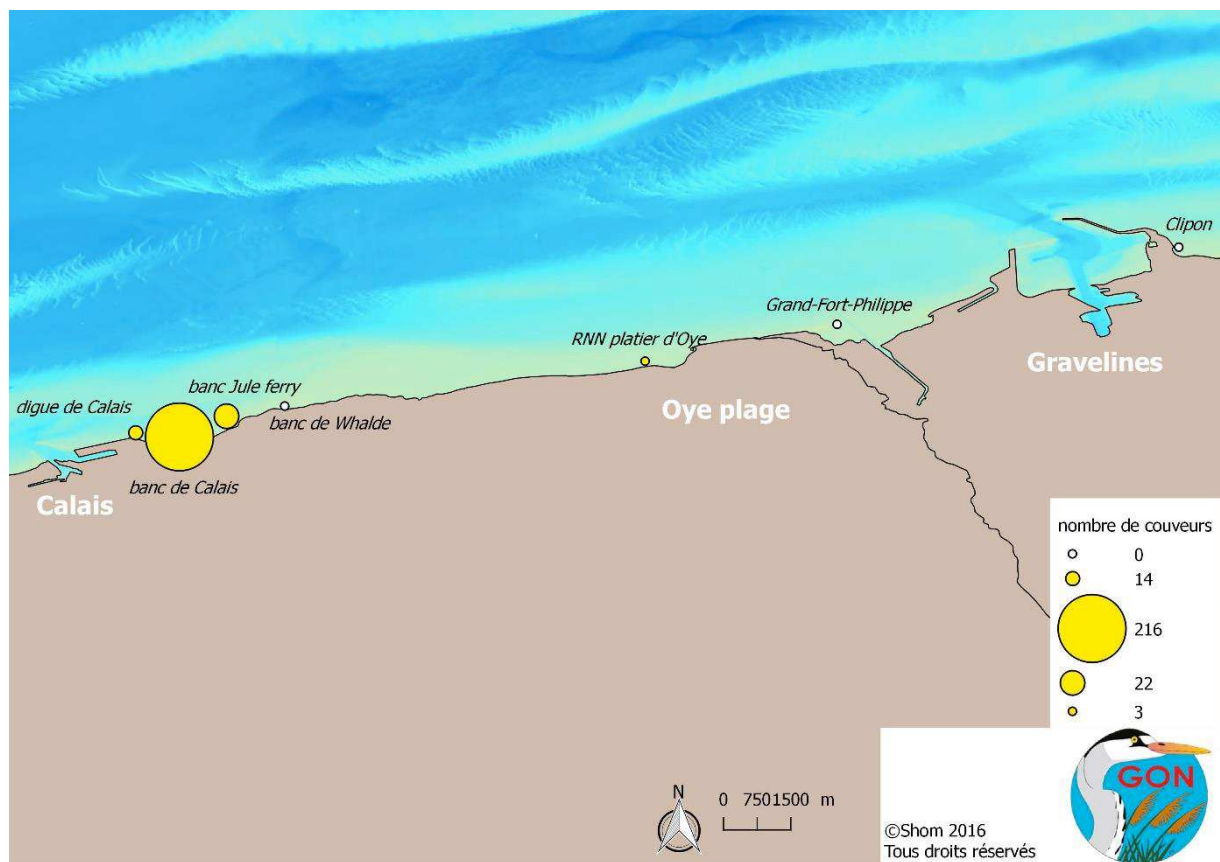 Clipon
Grand-Fort-Philippe
RNN platier d'Oye
Gravelines
banc Jule ferry
digue de Calais
Oye plage
banc de Whalde
banc de Calais
Calais
nombre de couveurs
0
14
216
22
3
GON
N
0 7501500 m
©Shom 2016
Tous droits réservés